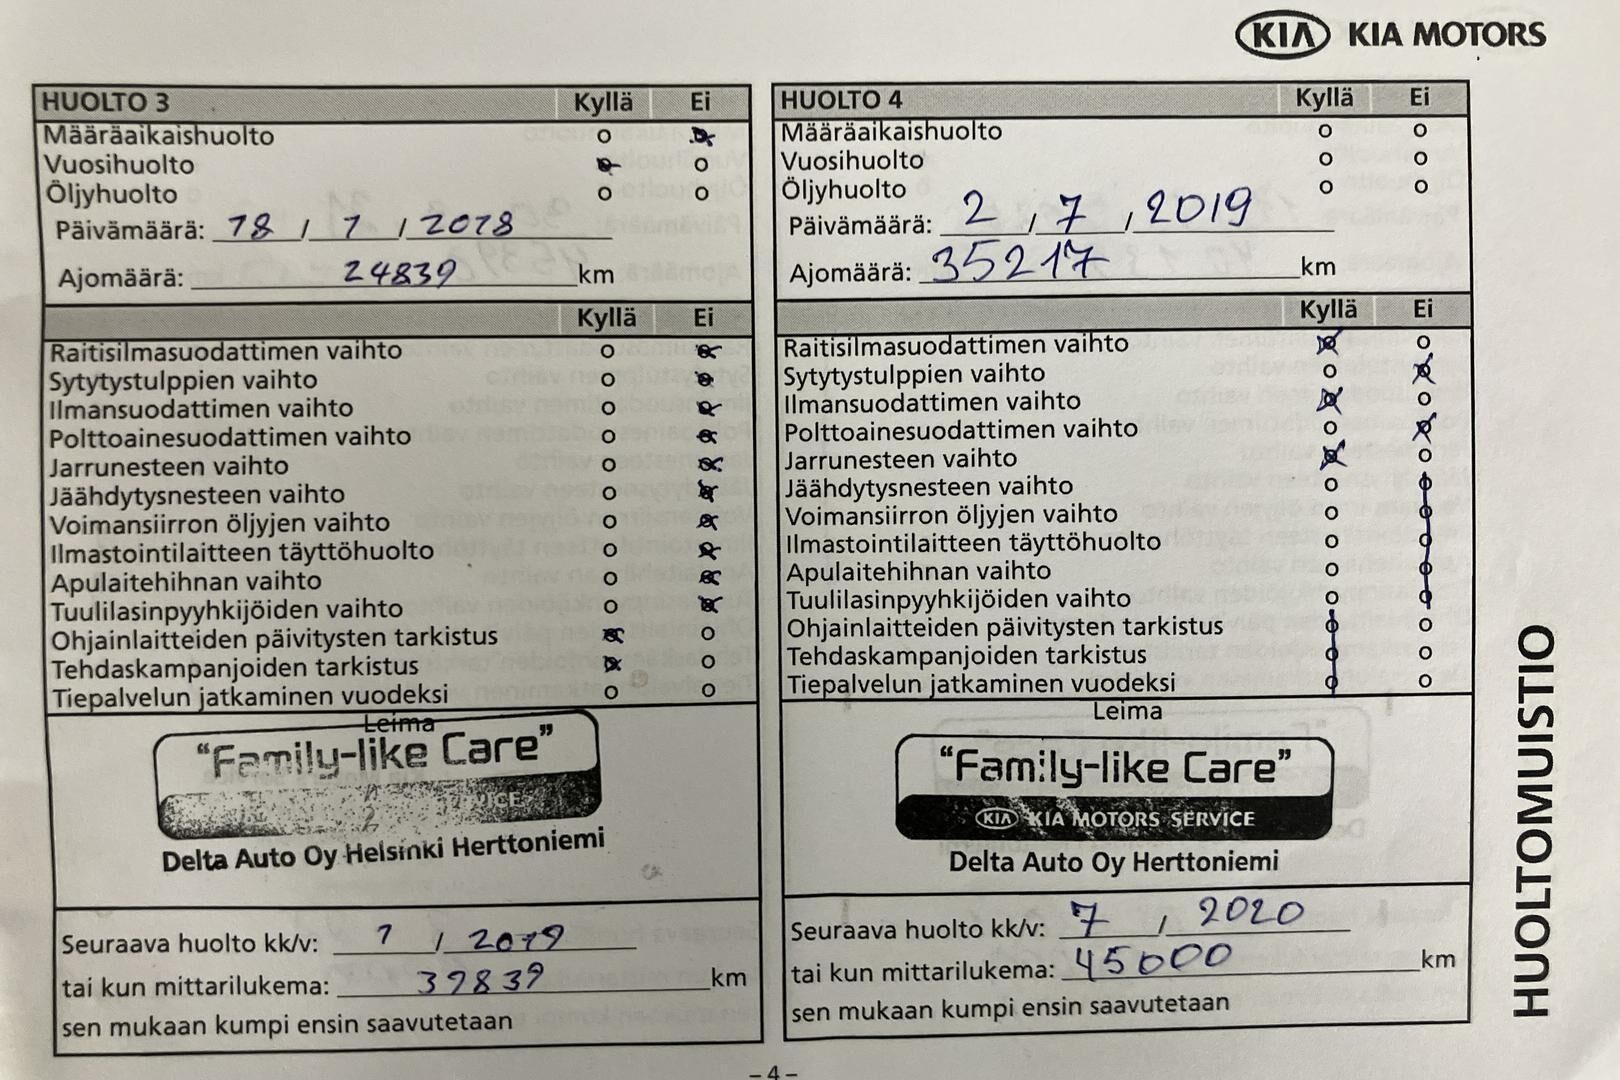 KIA KIA MOTORS
HUOLTO 3 Kyllä Ei
Määräaikaishuolto
Vuosihuolto
Öljyhuolto
Päivämäärä: 18 / 7 / 2018
Ajomäärä: 24839 km
Kyllä Ei
Raitisilmasuodattimen vaihto
Sytytystulppien vaihto
Ilmansuodattimen vaihto
Polttoainesuodattimen vaihto
Jarrunesteen vaihto
Jäähdytysnesteen vaihto
Voimansiirron öljyjen vaihto
Ilmastointilaitteen täyttöhuolto
Apulaitehihnan vaihto
Tuulilasinpyyhkijöiden vaihto
Ohjainlaitteiden päivitysten tarkistus
Tehdaskampanjoiden tarkistus
Tiepalvelun jatkaminen vuodeksi
Leima
“Family-like Care”
Delta Auto Oy Helsinki Herttoniemi
Seuraava huolto kk/v: 7 / 2019
tai kun mittarilukema: 39839 km
sen mukaan kumpi ensin saavutetaan
HUOLTO 4 Kyllä Ei
Määräaikaishuolto
Vuosihuolto
Öljyhuolto
Päivämäärä: 2 / 7 / 2019
Ajomäärä: 35217 km
Kyllä Ei
Raitisilmasuodattimen vaihto
Sytytystulppien vaihto
Ilmansuodattimen vaihto
Polttoainesuodattimen vaihto
Jarrunesteen vaihto
Jäähdytysnesteen vaihto
Voimansiirron öljyjen vaihto
Ilmastointilaitteen täyttöhuolto
Apulaitehihnan vaihto
Tuulilasinpyyhkijöiden vaihto
Ohjainlaitteiden päivitysten tarkistus
Tehdaskampanjoiden tarkistus
Tiepalvelun jatkaminen vuodeksi
Leima
“Family-like Care”
KIA KIA MOTORS SERVICE
Delta Auto Oy Herttoniemi
Seuraava huolto kk/v: 7 / 2020
tai kun mittarilukema: 45000 km
sen mukaan kumpi ensin saavutetaan
HUOLTOMUISTIO
– 4 –